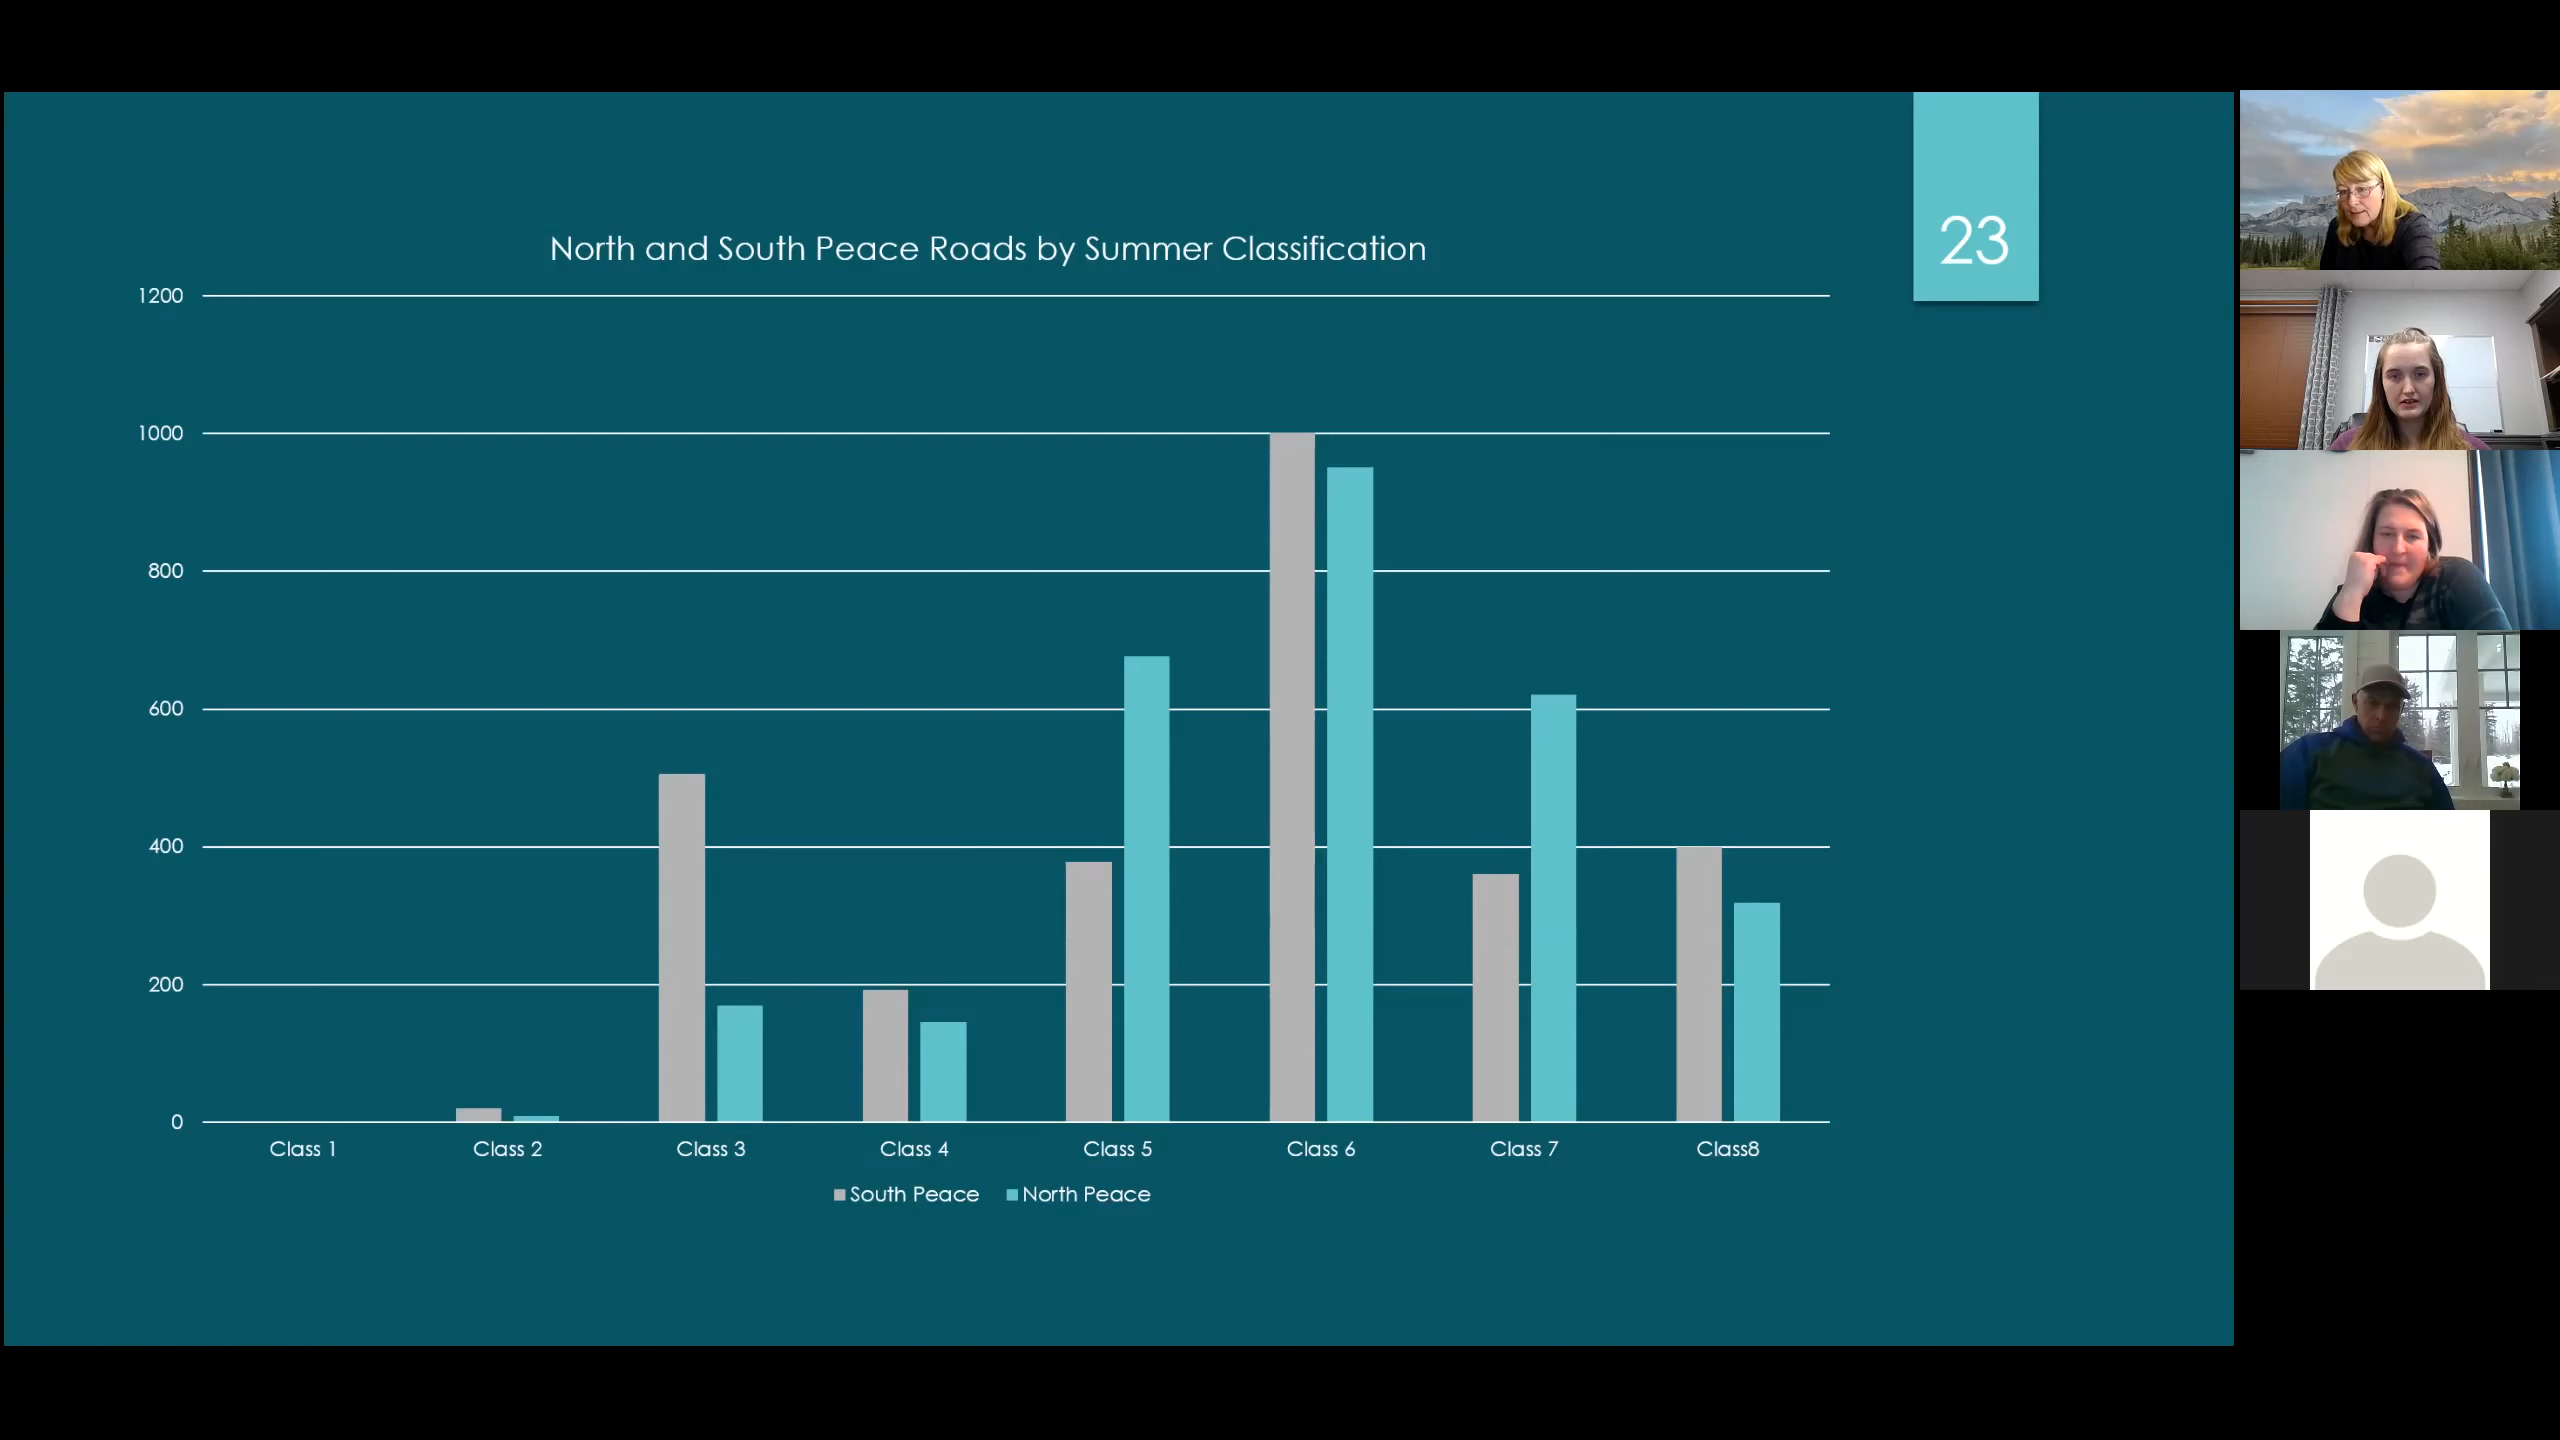 23
North and South Peace Roads by Summer Classification
1200
1000
800
600
400
200
0
Class 1 Class 2 Class 3 Class 4 Class 5 Class 6 Class 7 Class8
South Peace North Peace